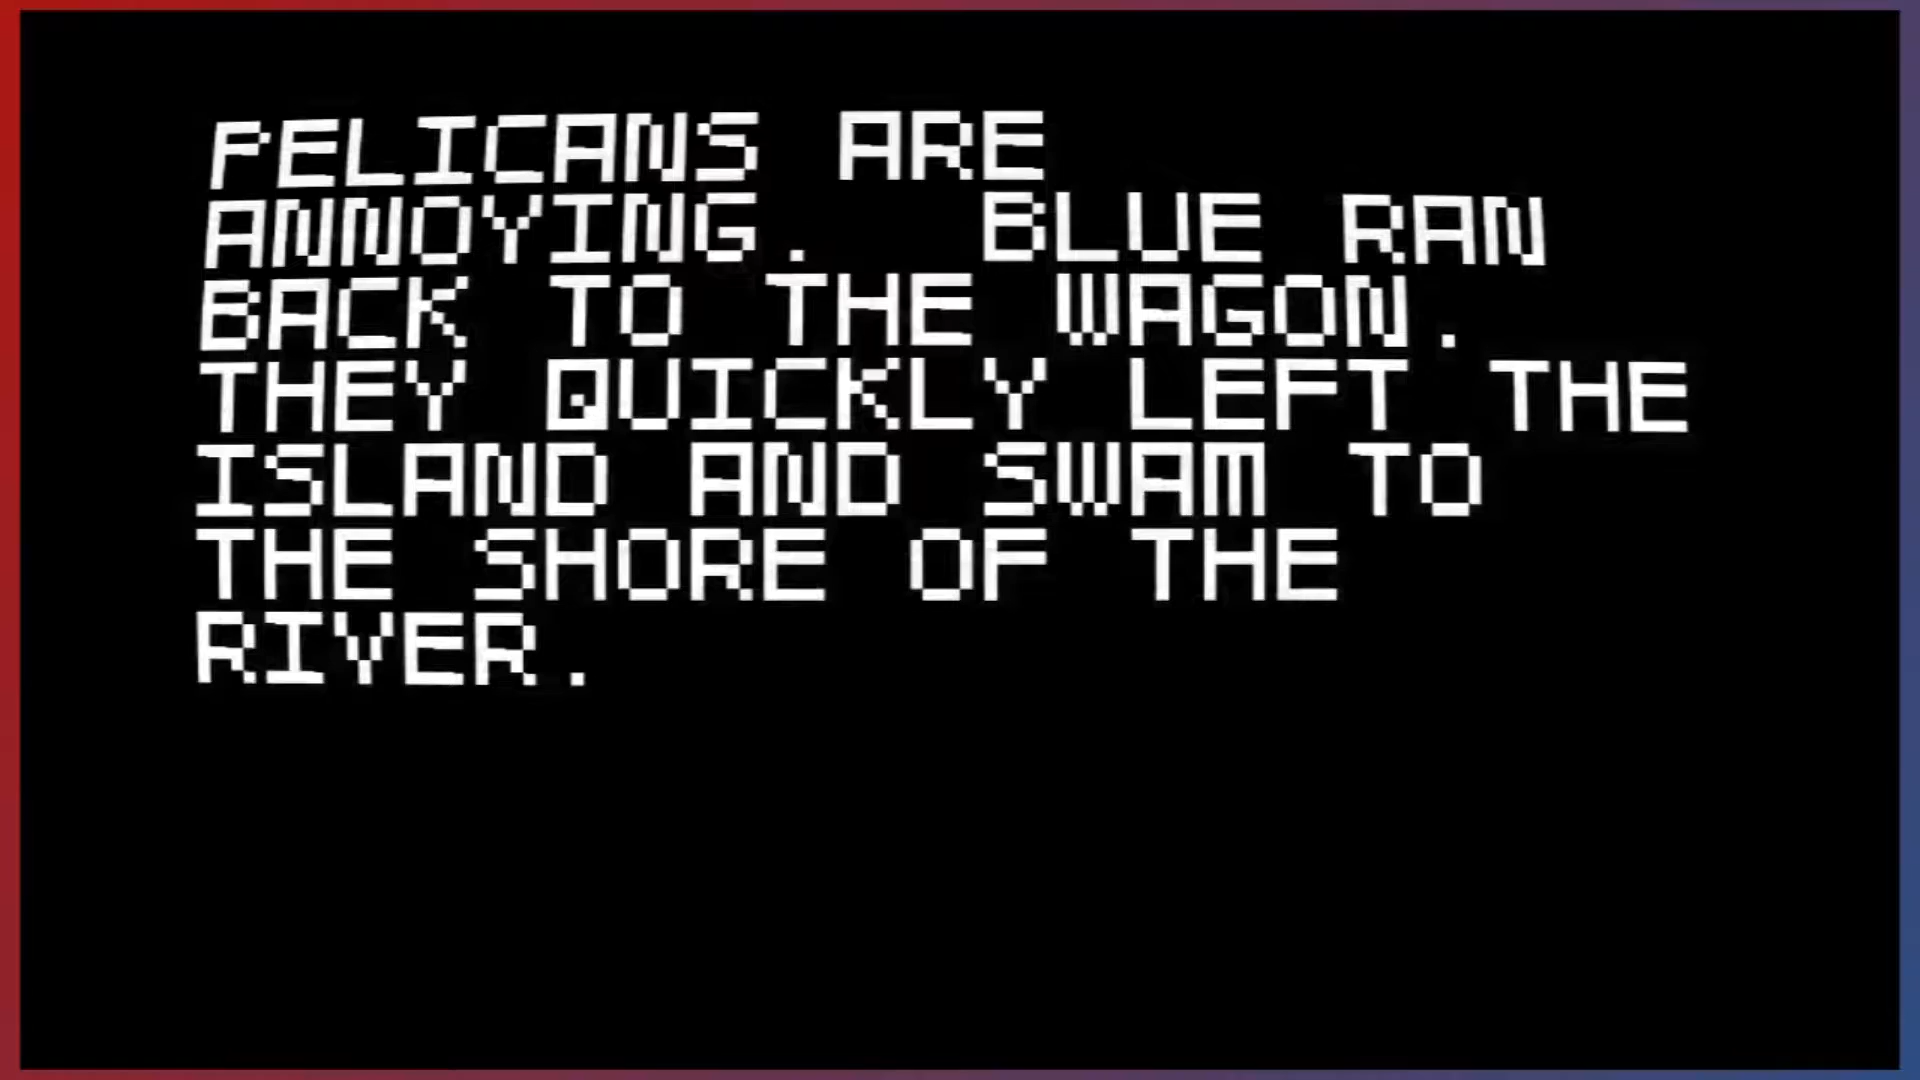 PELICANS ARE
ANNOYING.  BLUE RAN
BACK TO THE WAGON.
THEY QUICKLY LEFT THE
ISLAND AND SWAM TO
THE SHORE OF THE
RIVER.